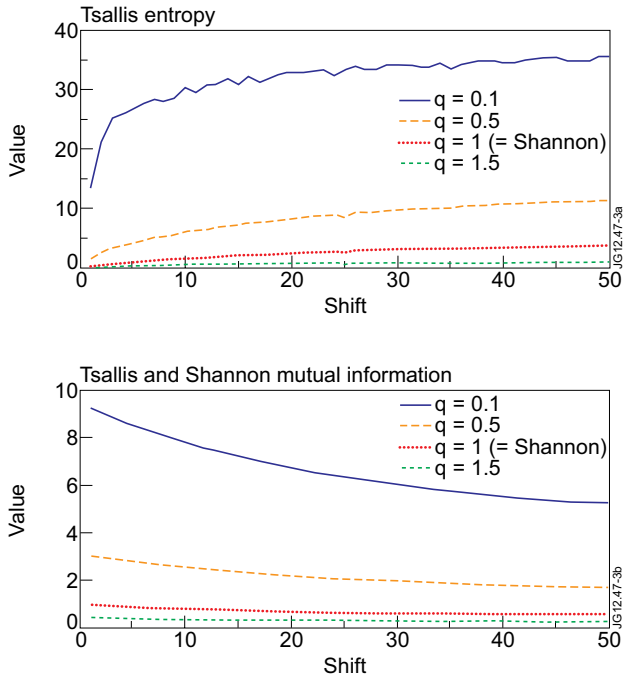 Tsallis entropy
40
30
20
10
0
Value
q = 0.1
q = 0.5
q = 1 (= Shannon)
q = 1.5
0 10 20 30 40 50
Shift
JG12.47-3a
Tsallis and Shannon mutual information
10
8
6
4
2
0
Value
q = 0.1
q = 0.5
q = 1 (= Shannon)
q = 1.5
0 10 20 30 40 50
Shift
JG12.47-3b